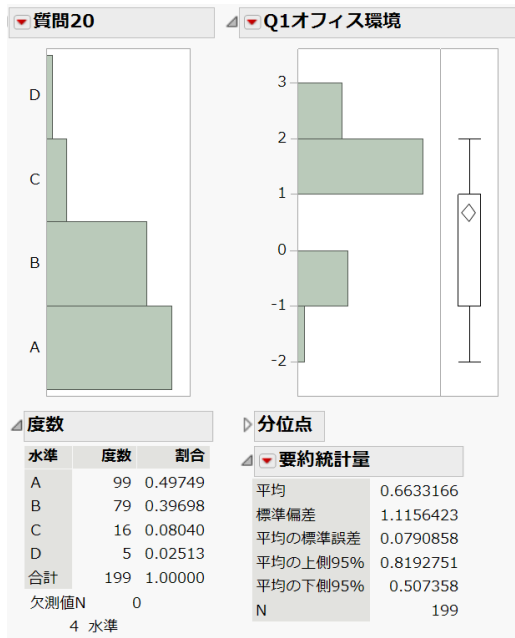 質問20
D
C
B
A
度数
水準 度数 割合
A 99 0.49749
B 79 0.39698
C 16 0.08040
D 5 0.02513
合計 199 1.00000
欠測値N 0
4 水準
Q1オフィス環境
3
2
1
0
-1
-2
分位点
要約統計量
平均 0.6633166
標準偏差 1.1156423
平均の標準誤差 0.0790858
平均の上側95% 0.8192751
平均の下側95% 0.507358
N 199